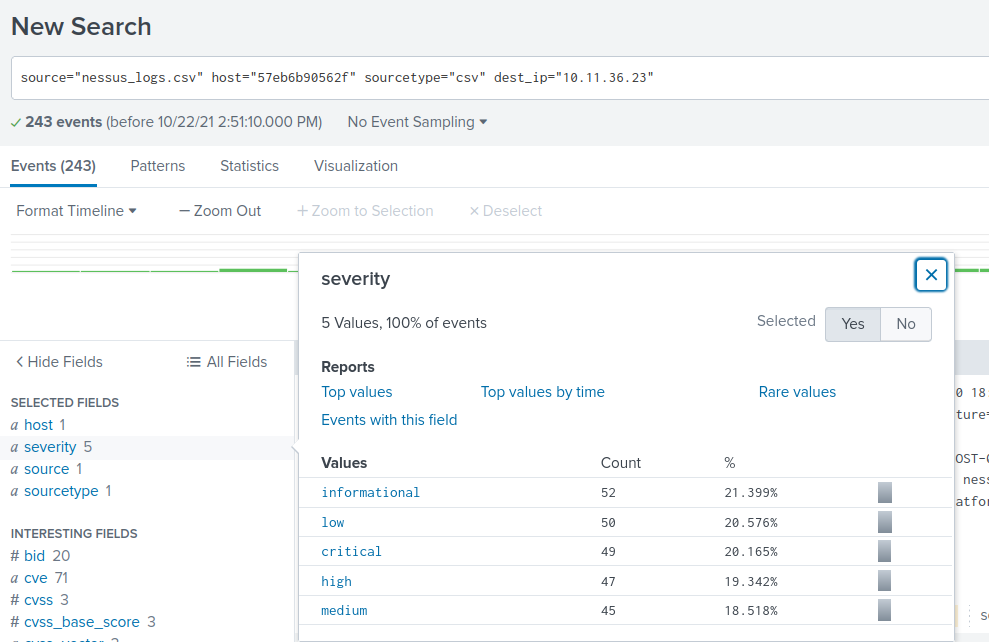 New Search
source="nessus_logs.csv" host="57eb6b90562f" sourcetype="csv" dest_ip="10.11.36.23"
243 events (before 10/22/21 2:51:10.000 PM) No Event Sampling
Events (243) Patterns Statistics Visualization
Format Timeline — Zoom Out + Zoom to Selection × Deselect
severity
5 Values, 100% of events Selected Yes No
Reports
Top values Top values by time Rare values
Events with this field
Values Count %
informational 52 21.399%
low 50 20.576%
critical 49 20.165%
high 47 19.342%
medium 45 18.518%
< Hide Fields All Fields
SELECTED FIELDS
a host 1
a severity 5
a source 1
a sourcetype 1
INTERESTING FIELDS
# bid 20
a cve 71
# cvss 3
# cvss_base_score 3
0 18
ture=
OST-
ness
atfor